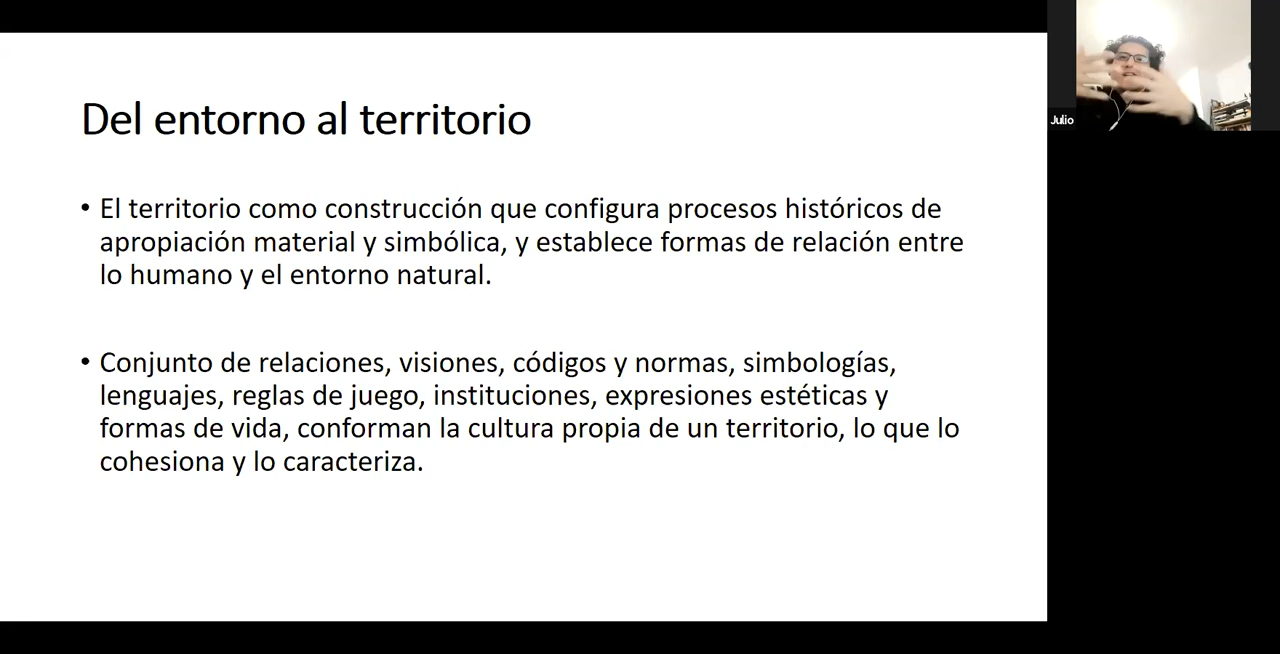 Del entorno al territorio
• El territorio como construcción que configura procesos históricos de
apropiación material y simbólica, y establece formas de relación entre
lo humano y el entorno natural.
• Conjunto de relaciones, visiones, códigos y normas, simbologías,
lenguajes, reglas de juego, instituciones, expresiones estéticas y
formas de vida, conforman la cultura propia de un territorio, lo que lo
cohesiona y lo caracteriza.
Julio